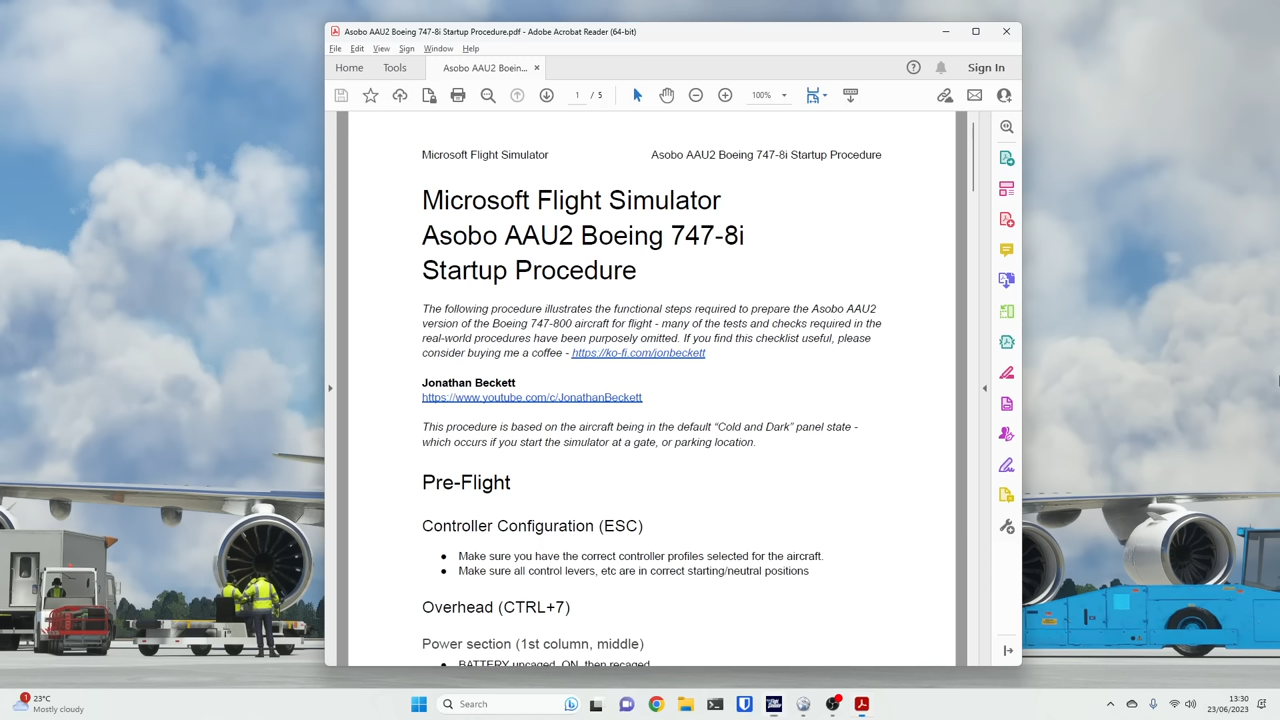 Asobo AAU2 Boeing 747-8i Startup Procedure.pdf - Adobe Acrobat Reader (64-bit)
File Edit View Sign Window Help
Home Tools Asobo AAU2 Boein... Sign In
1 / 5 100%
Microsoft Flight Simulator Asobo AAU2 Boeing 747-8i Startup Procedure
Microsoft Flight Simulator
Asobo AAU2 Boeing 747-8i
Startup Procedure
The following procedure illustrates the functional steps required to prepare the Asobo AAU2
version of the Boeing 747-800 aircraft for flight - many of the tests and checks required in the
real-world procedures have been purposely omitted. If you find this checklist useful, please
consider buying me a coffee - https://ko-fi.com/jonbeckett
Jonathan Beckett
https://www.youtube.com/c/JonathanBeckett
This procedure is based on the aircraft being in the default “Cold and Dark” panel state -
which occurs if you start the simulator at a gate, or parking location.
Pre-Flight
Controller Configuration (ESC)
● Make sure you have the correct controller profiles selected for the aircraft.
● Make sure all control levers, etc are in correct starting/neutral positions
Overhead (CTRL+7)
Power section (1st column, middle)
● BATTERY uncaged, ON, then recaged
1
23°C
Mostly cloudy
Search
13:30
23/06/2023